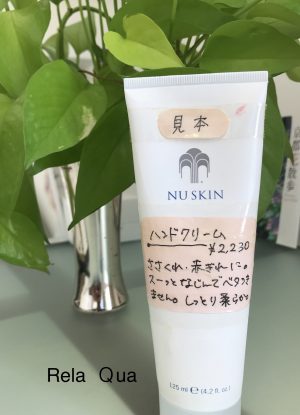 見本
NU SKIN
ハンドクリーム
¥2,230
ささくれ・赤ぎれに。
スーッとなじんでベタつき
ません しっとり柔らか。
125 ml ℮ (4.2 fl. oz.)
Rela Qua